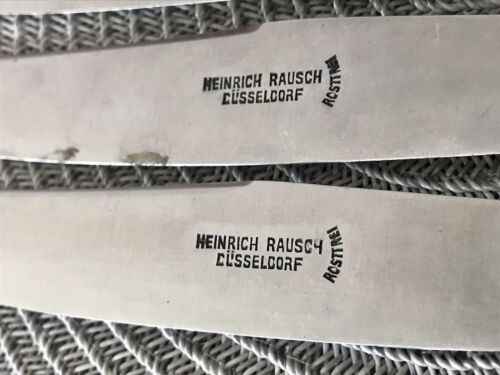 HEINRICH RAUSCH
DÜSSELDORF
ROSTFREI
HEINRICH RAUSCH
DÜSSELDORF
ROSTFREI